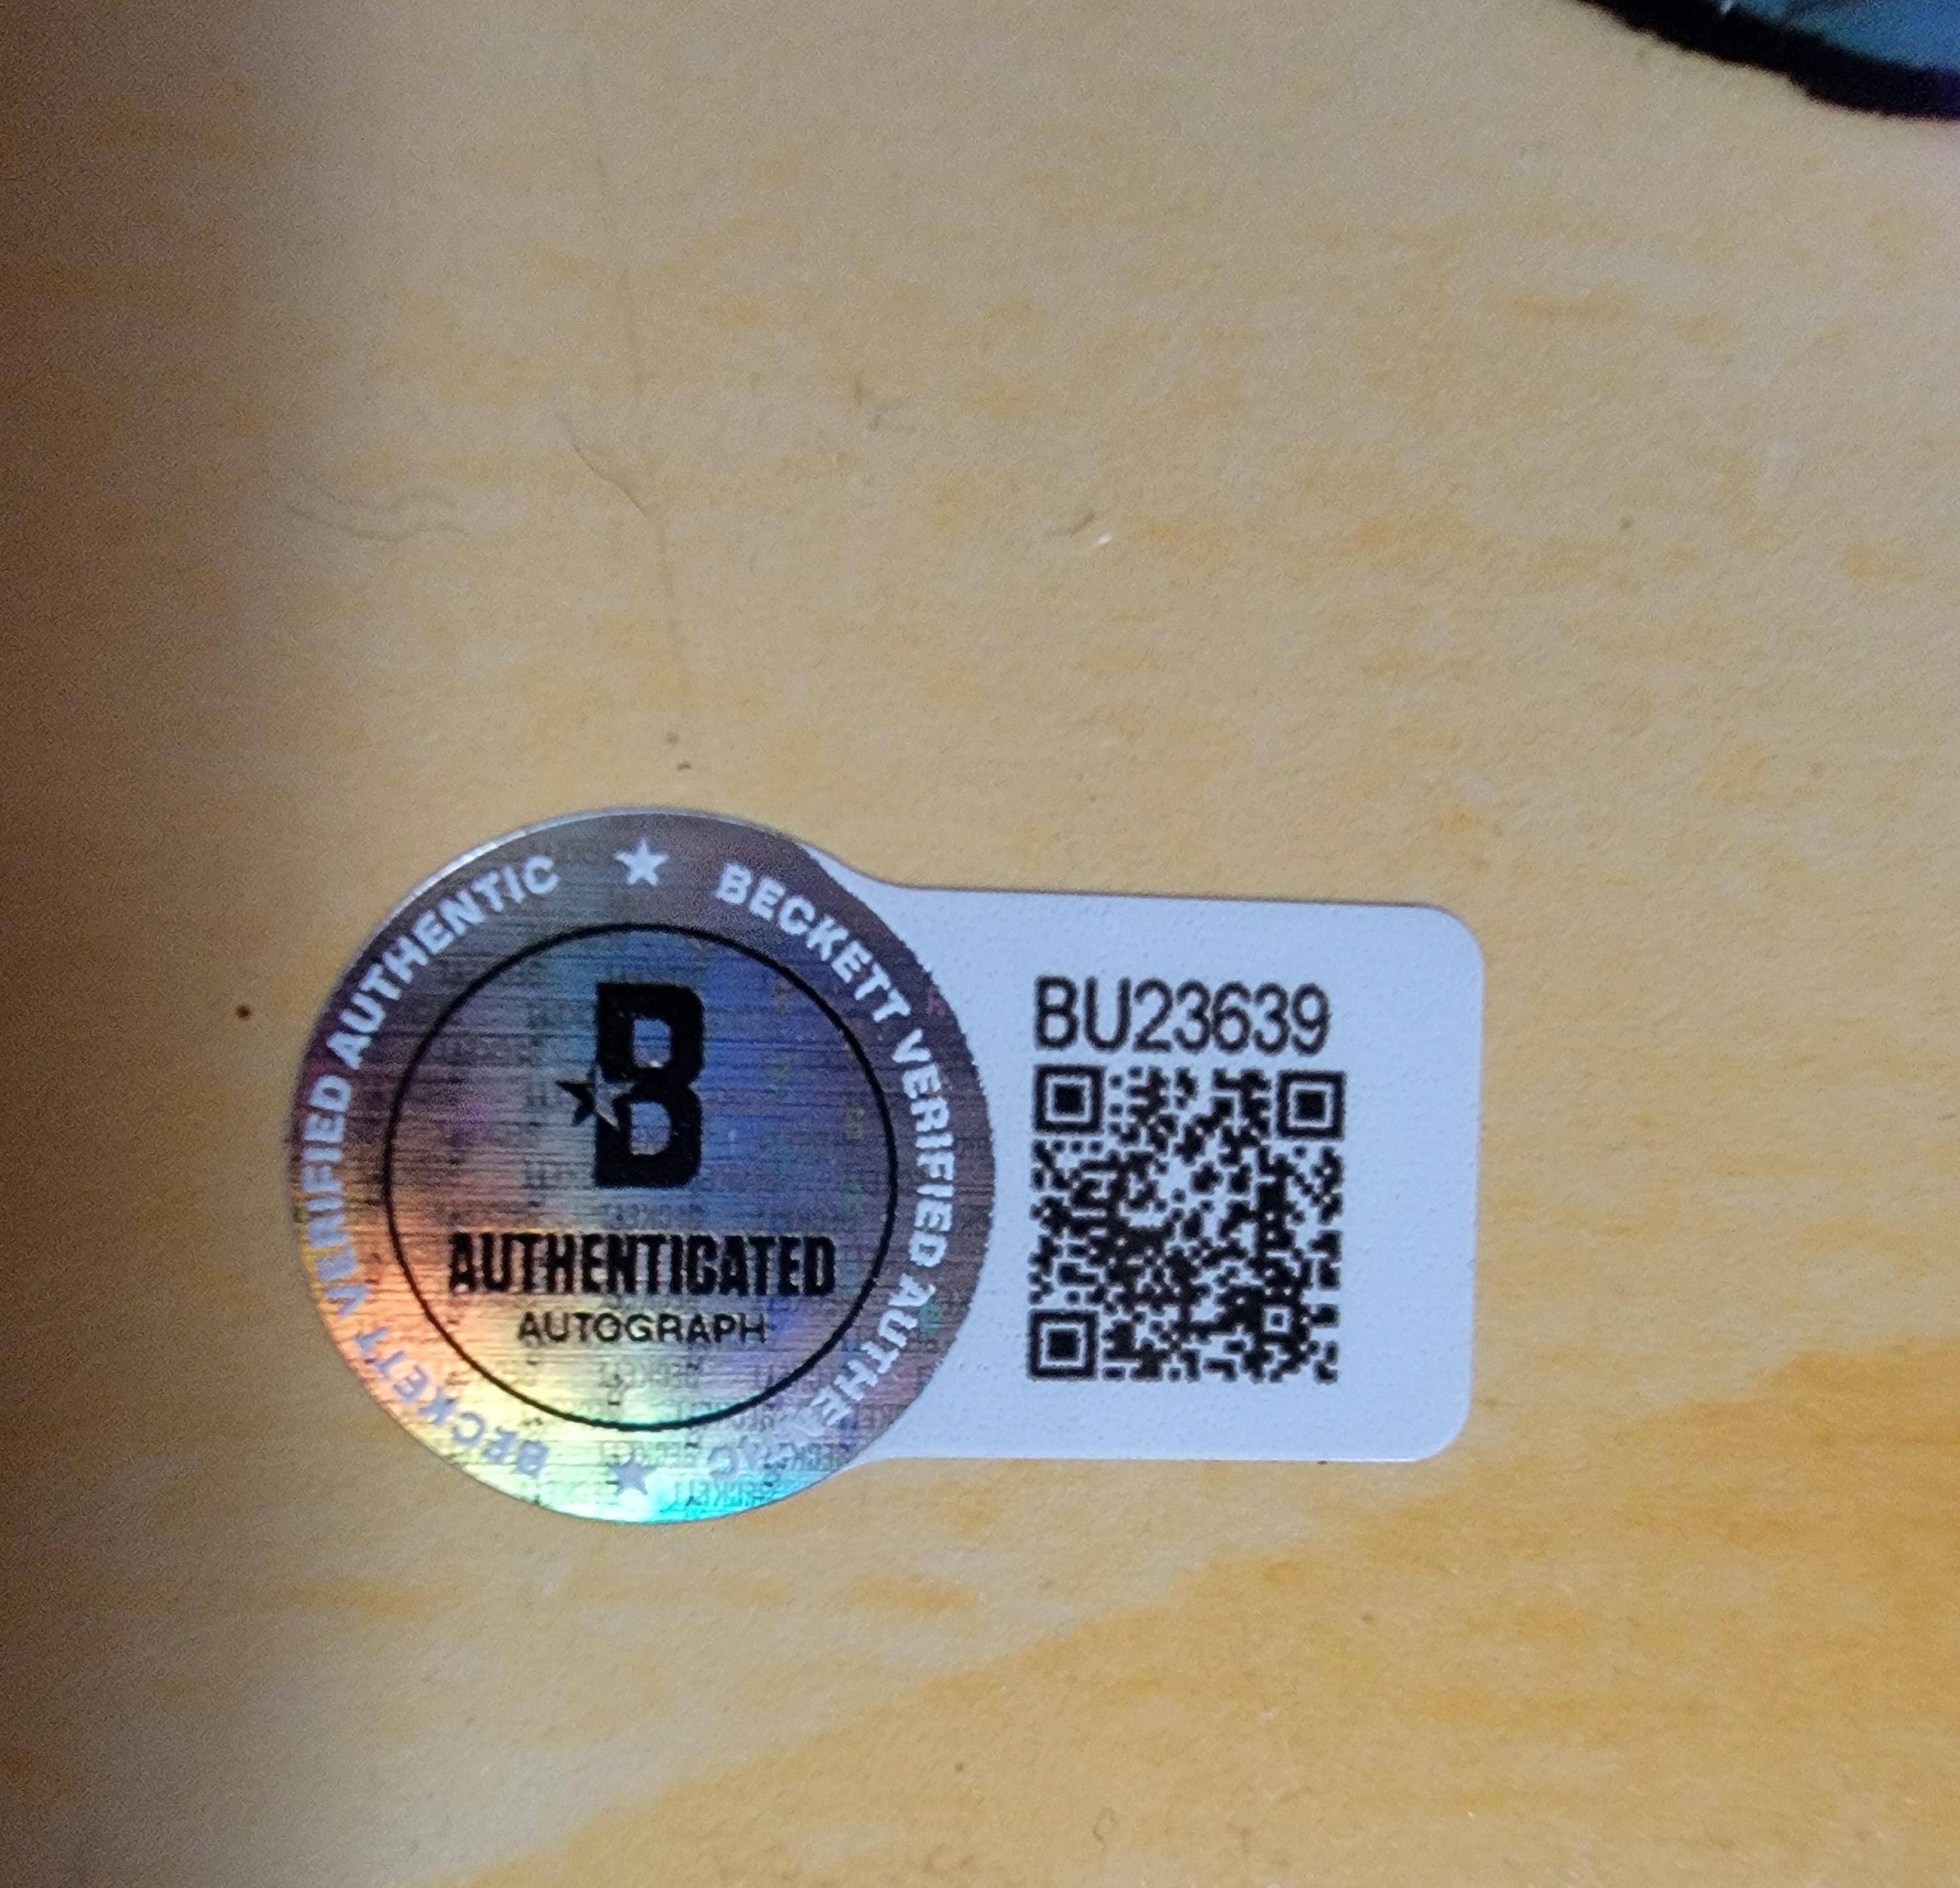 BECKETT VERIFIED AUTHENTIC
BECKETT VERIFIED AUTHENTIC
B
AUTHENTICATED
AUTOGRAPH
BU23639